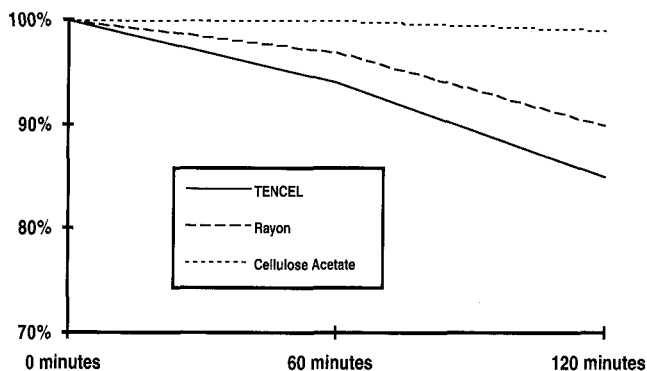 100%
90%
80%
70%
TENCEL
Rayon
Cellulose Acetate
0 minutes
60 minutes
120 minutes